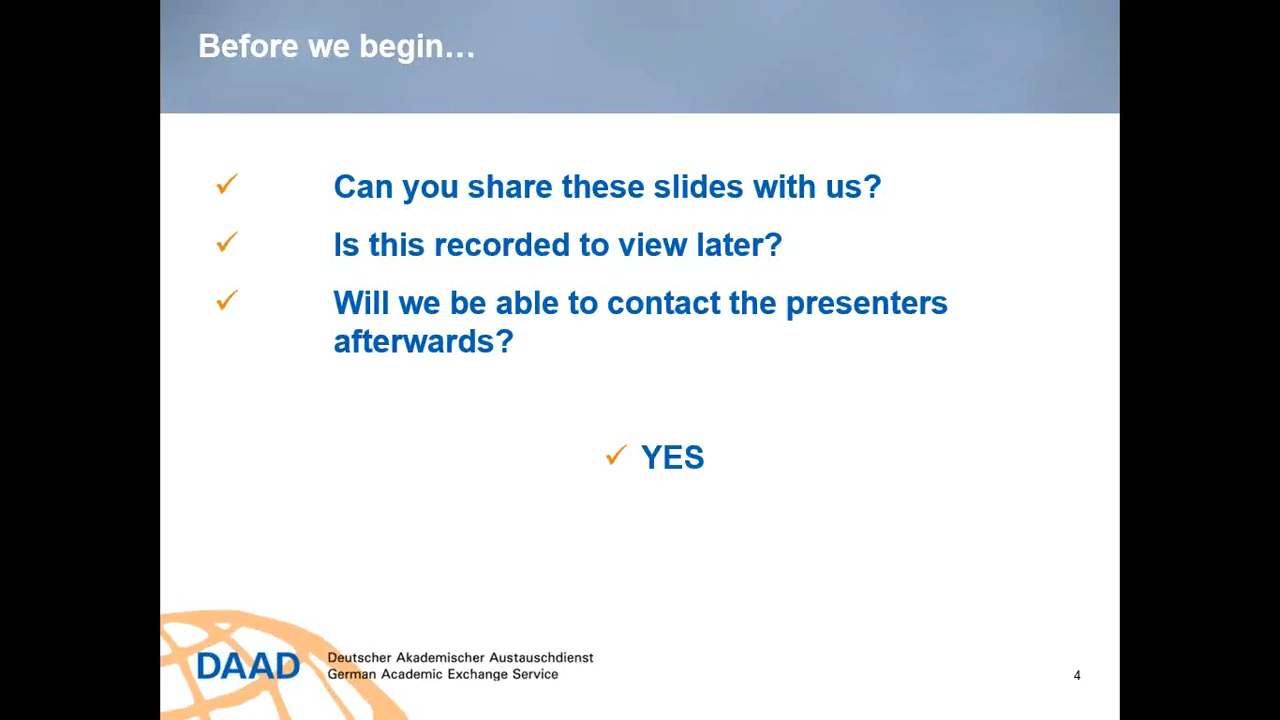 Before we begin…
✓ Can you share these slides with us?
✓ Is this recorded to view later?
✓ Will we be able to contact the presenters
afterwards?
✓ YES
DAAD
Deutscher Akademischer Austauschdienst
German Academic Exchange Service
4